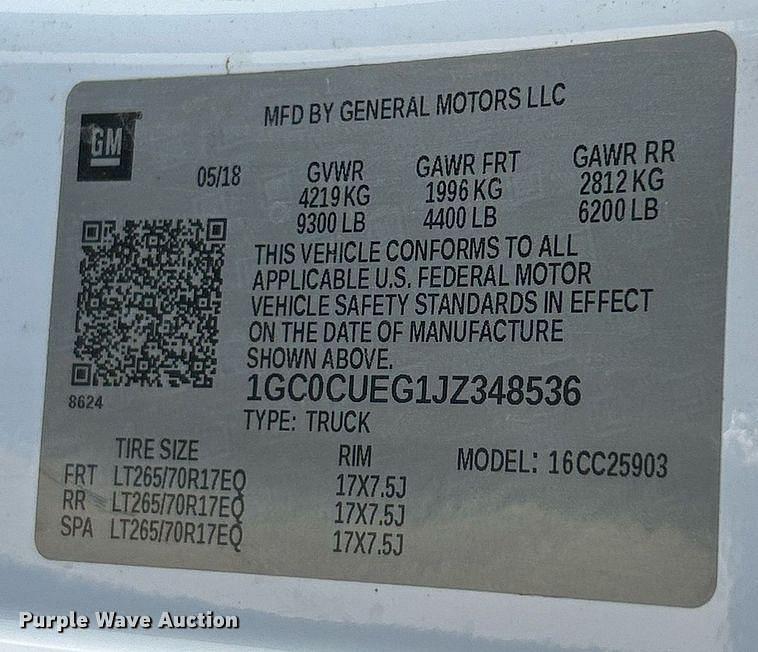 MFD BY GENERAL MOTORS LLC
GM
05/18
GVWR GAWR FRT GAWR RR
4219 KG 1996 KG 2812 KG
9300 LB 4400 LB 6200 LB
THIS VEHICLE CONFORMS TO ALL
APPLICABLE U.S. FEDERAL MOTOR
VEHICLE SAFETY STANDARDS IN EFFECT
ON THE DATE OF MANUFACTURE
SHOWN ABOVE.
8624
1GC0CUEG1JZ348536
TYPE: TRUCK
TIRE SIZE RIM MODEL: 16CC25903
FRT LT265/70R17EQ 17X7.5J
RR LT265/70R17EQ 17X7.5J
SPA LT265/70R17EQ 17X7.5J
Purple Wave Auction